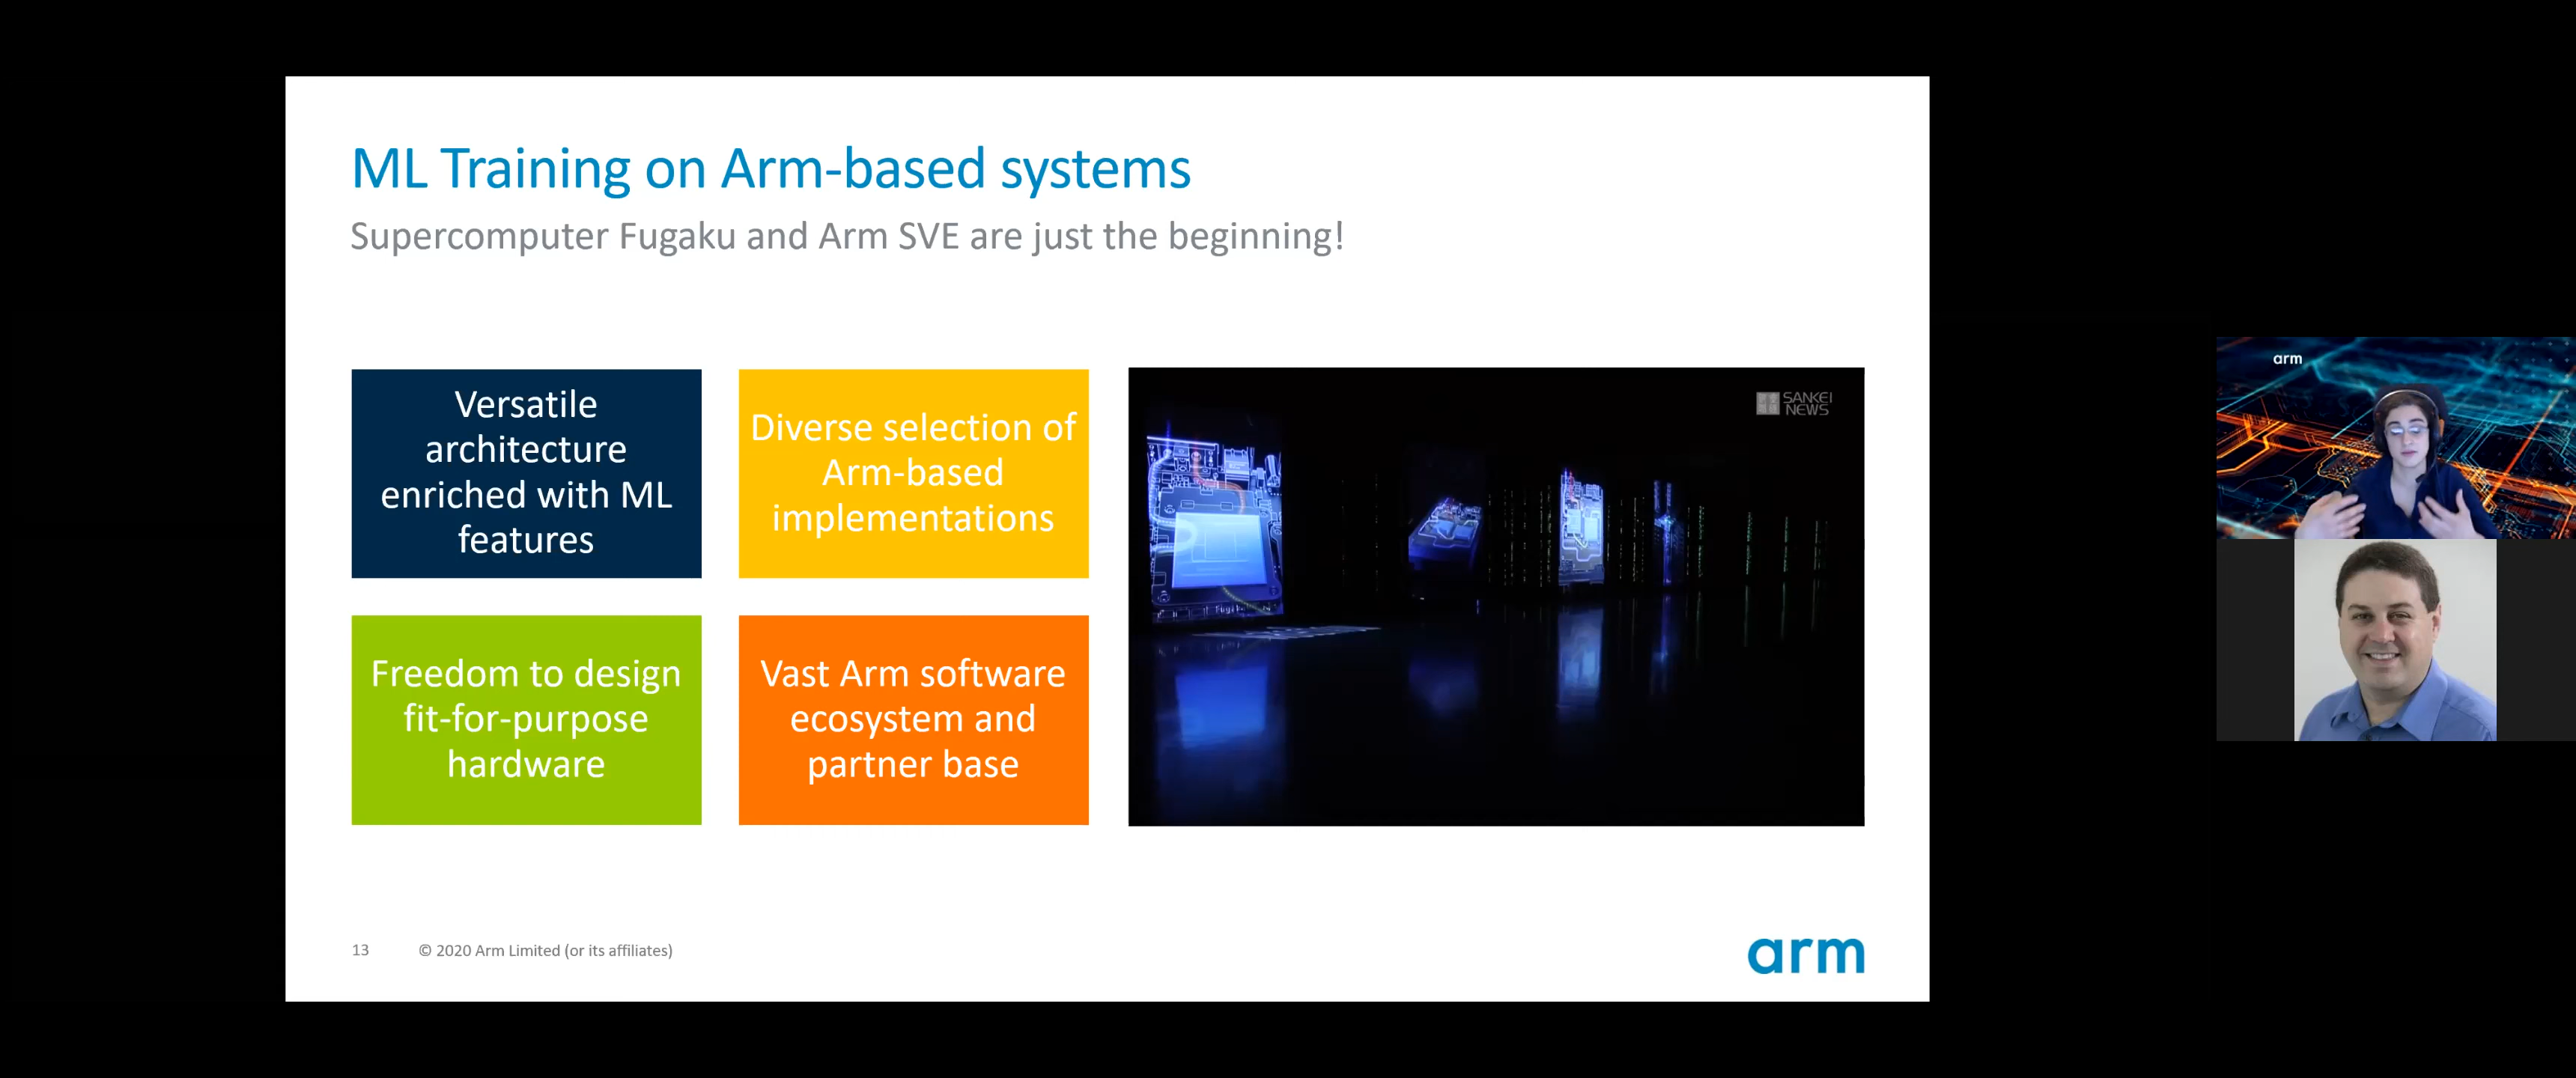 ML Training on Arm-based systems
Supercomputer Fugaku and Arm SVE are just the beginning!
Versatile
architecture
enriched with ML
features
Diverse selection of
Arm-based
implementations
Freedom to design
fit-for-purpose
hardware
Vast Arm software
ecosystem and
partner base
SANKEI
NEWS
arm
13
© 2020 Arm Limited (or its affiliates)
arm